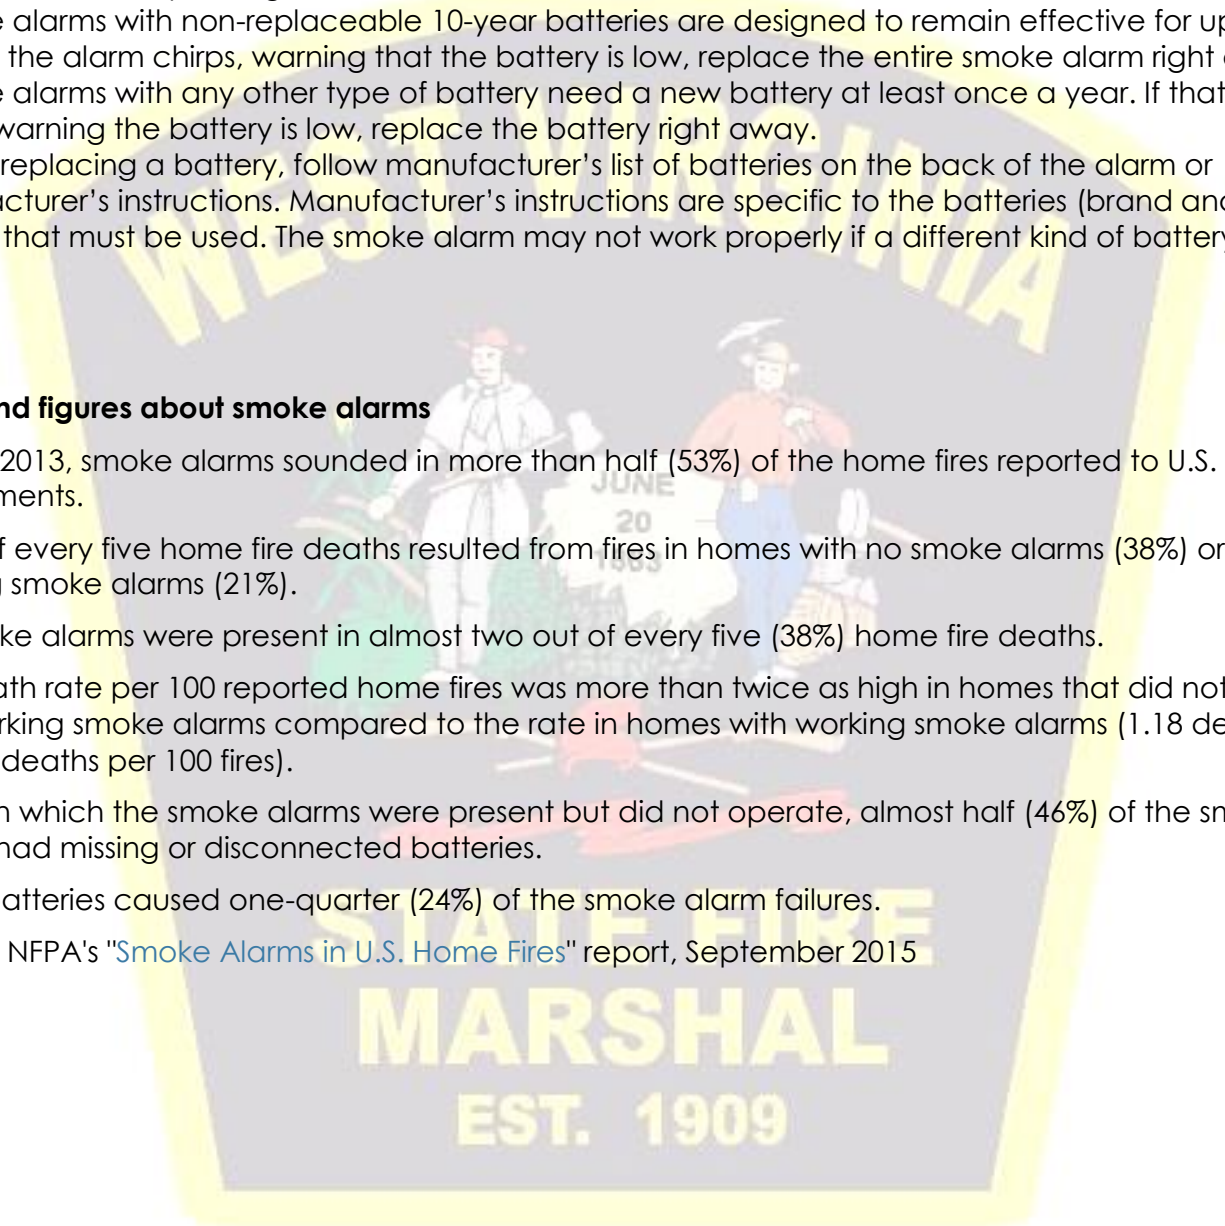 e alarms with non-replaceable 10-year batteries are designed to remain effective for up
the alarm chirps, warning that the battery is low, replace the entire smoke alarm right
e alarms with any other type of battery need a new battery at least once a year. If that
warning the battery is low, replace the battery right away.
replacing a battery, follow manufacturer’s list of batteries on the back of the alarm or
acturer’s instructions. Manufacturer’s instructions are specific to the batteries (brand and
that must be used. The smoke alarm may not work properly if a different kind of battery
WEST VIRGINIA
nd figures about smoke alarms
2013, smoke alarms sounded in more than half (53%) of the home fires reported to U.S.
ments.
JUNE
20
1863
f every five home fire deaths resulted from fires in homes with no smoke alarms (38%) or
g smoke alarms (21%).
ke alarms were present in almost two out of every five (38%) home fire deaths.
ath rate per 100 reported home fires was more than twice as high in homes that did not
rking smoke alarms compared to the rate in homes with working smoke alarms (1.18 de
deaths per 100 fires).
n which the smoke alarms were present but did not operate, almost half (46%) of the sm
had missing or disconnected batteries.
atteries caused one-quarter (24%) of the smoke alarm failures.
NFPA's "Smoke Alarms in U.S. Home Fires" report, September 2015
STATE FIRE
MARSHAL
EST. 1909